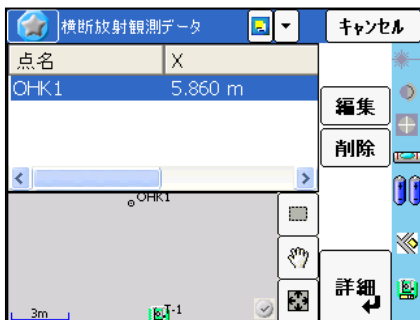 横断放射観測データ
キャンセル
点名 X
OHK1 5.860 m
編集
削除
OHK1
T-1
3m
詳細